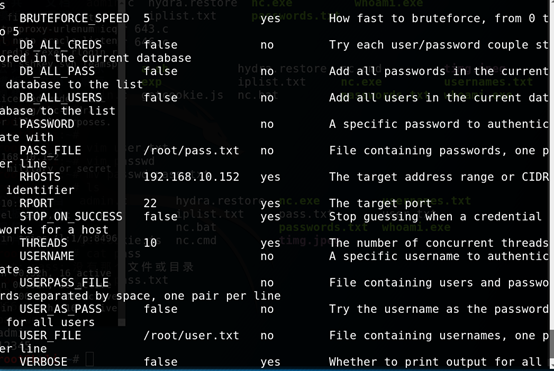 s
BRUTEFORCE_SPEED 5 yes How fast to bruteforce, from 0 t
o 5
DB_ALL_CREDS false no Try each user/password couple st
ored in the current database
DB_ALL_PASS false no Add all passwords in the current
database to the list
DB_ALL_USERS false no Add all users in the current dat
abase to the list
PASSWORD no A specific password to authentic
ate with
PASS_FILE /root/pass.txt no File containing passwords, one p
er line
RHOSTS 192.168.10.152 yes The target address range or CIDR
identifier
RPORT 22 yes The target port
STOP_ON_SUCCESS false yes Stop guessing when a credential
works for a host
THREADS 10 yes The number of concurrent threads
USERNAME no A specific username to authentic
ate as
USERPASS_FILE no File containing users and passwo
rds separated by space, one pair per line
USER_AS_PASS false no Try the username as the password
for all users
USER_FILE /root/user.txt no File containing usernames, one p
er line
VERBOSE false yes Whether to print output for all